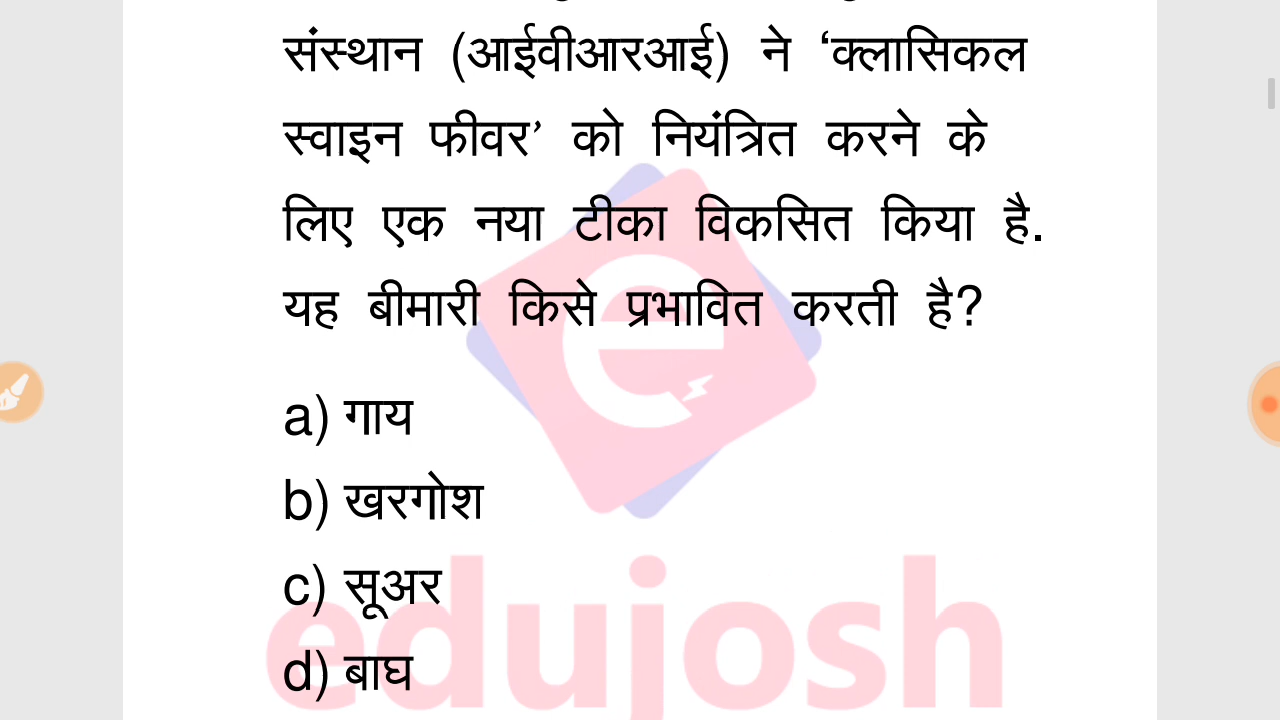 संस्थान (आईवीआरआई) ने ‘क्लासिकल
स्वाइन फीवर’ को नियंत्रित करने के
लिए एक नया टीका विकसित किया है.
यह बीमारी किसे प्रभावित करती है?
a) गाय
b) खरगोश
c) सूअर
d) बाघ
edujosh